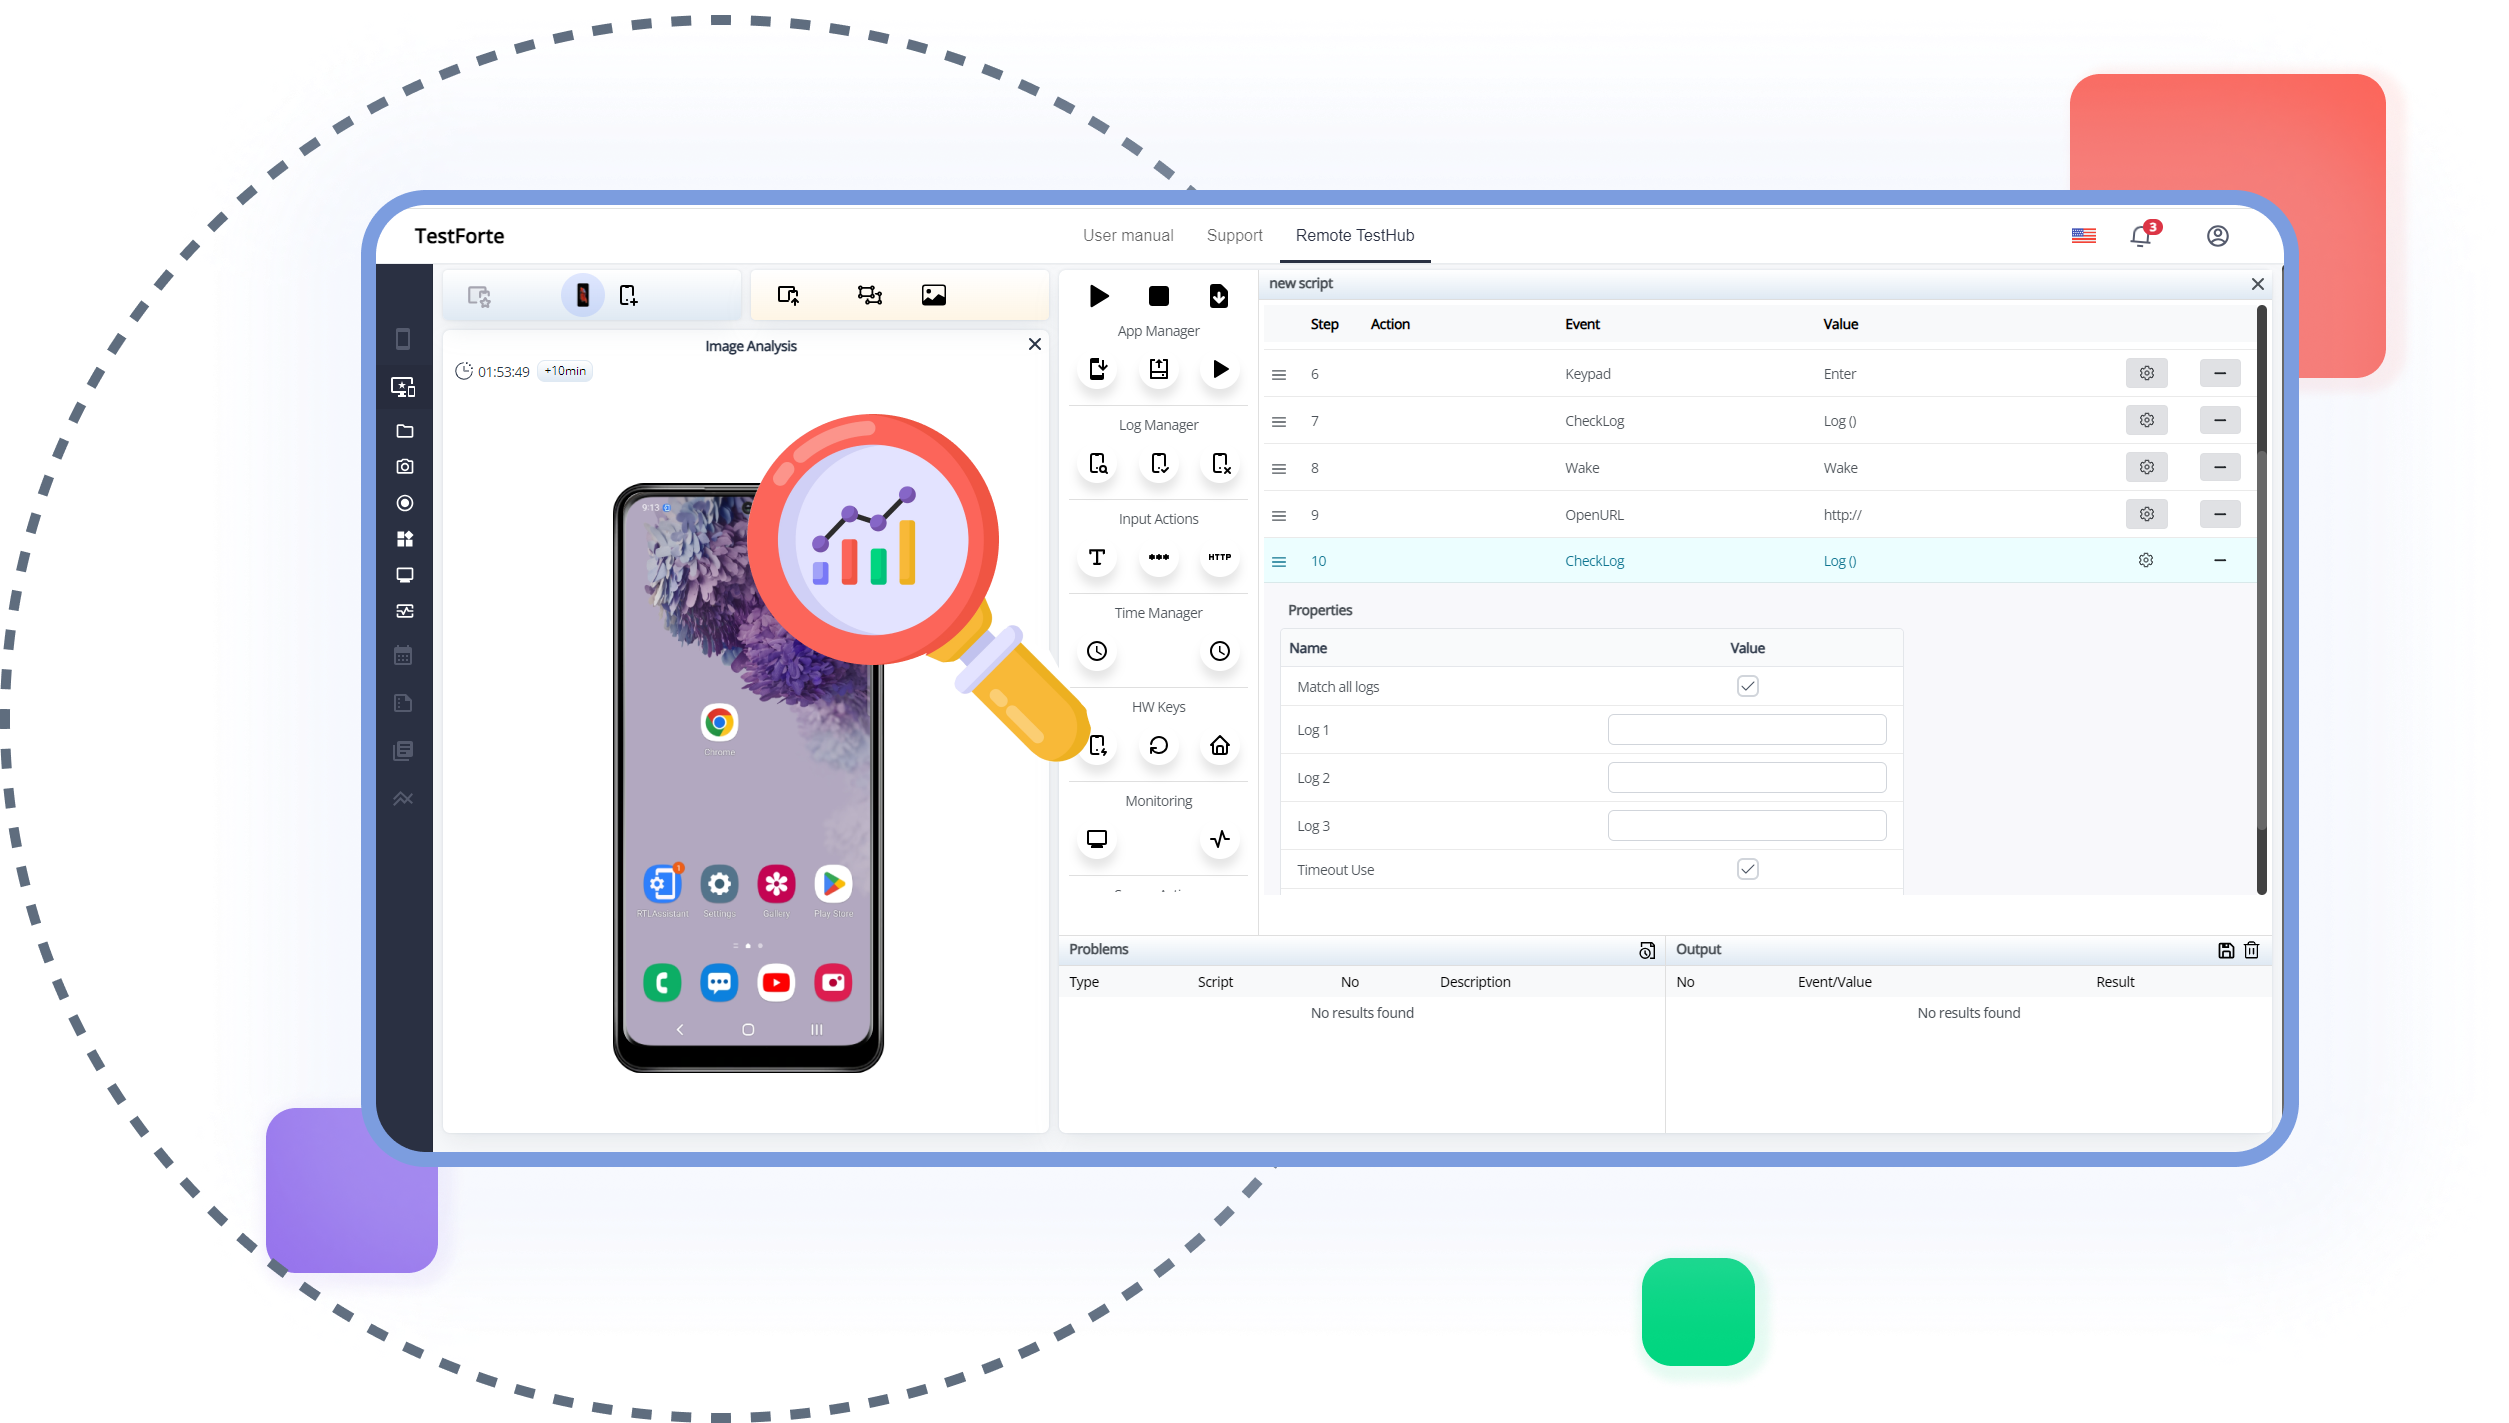 TestForte
User manual
Support
Remote TestHub
3
Image Analysis
01:53:49
+10min
9:13
Chrome
1
RTLAssistant
Settings
Gallery
Play Store
App Manager
Log Manager
Input Actions
HTTP
Time Manager
HW Keys
Monitoring
new script
Step Action Event Value
6 Keypad Enter
7 CheckLog Log ()
8 Wake Wake
9 OpenURL http://
10 CheckLog Log ()
Properties
Name Value
Match all logs
Log 1
Log 2
Log 3
Timeout Use
Problems
Type Script No Description
No results found
Output
No Event/Value Result
No results found